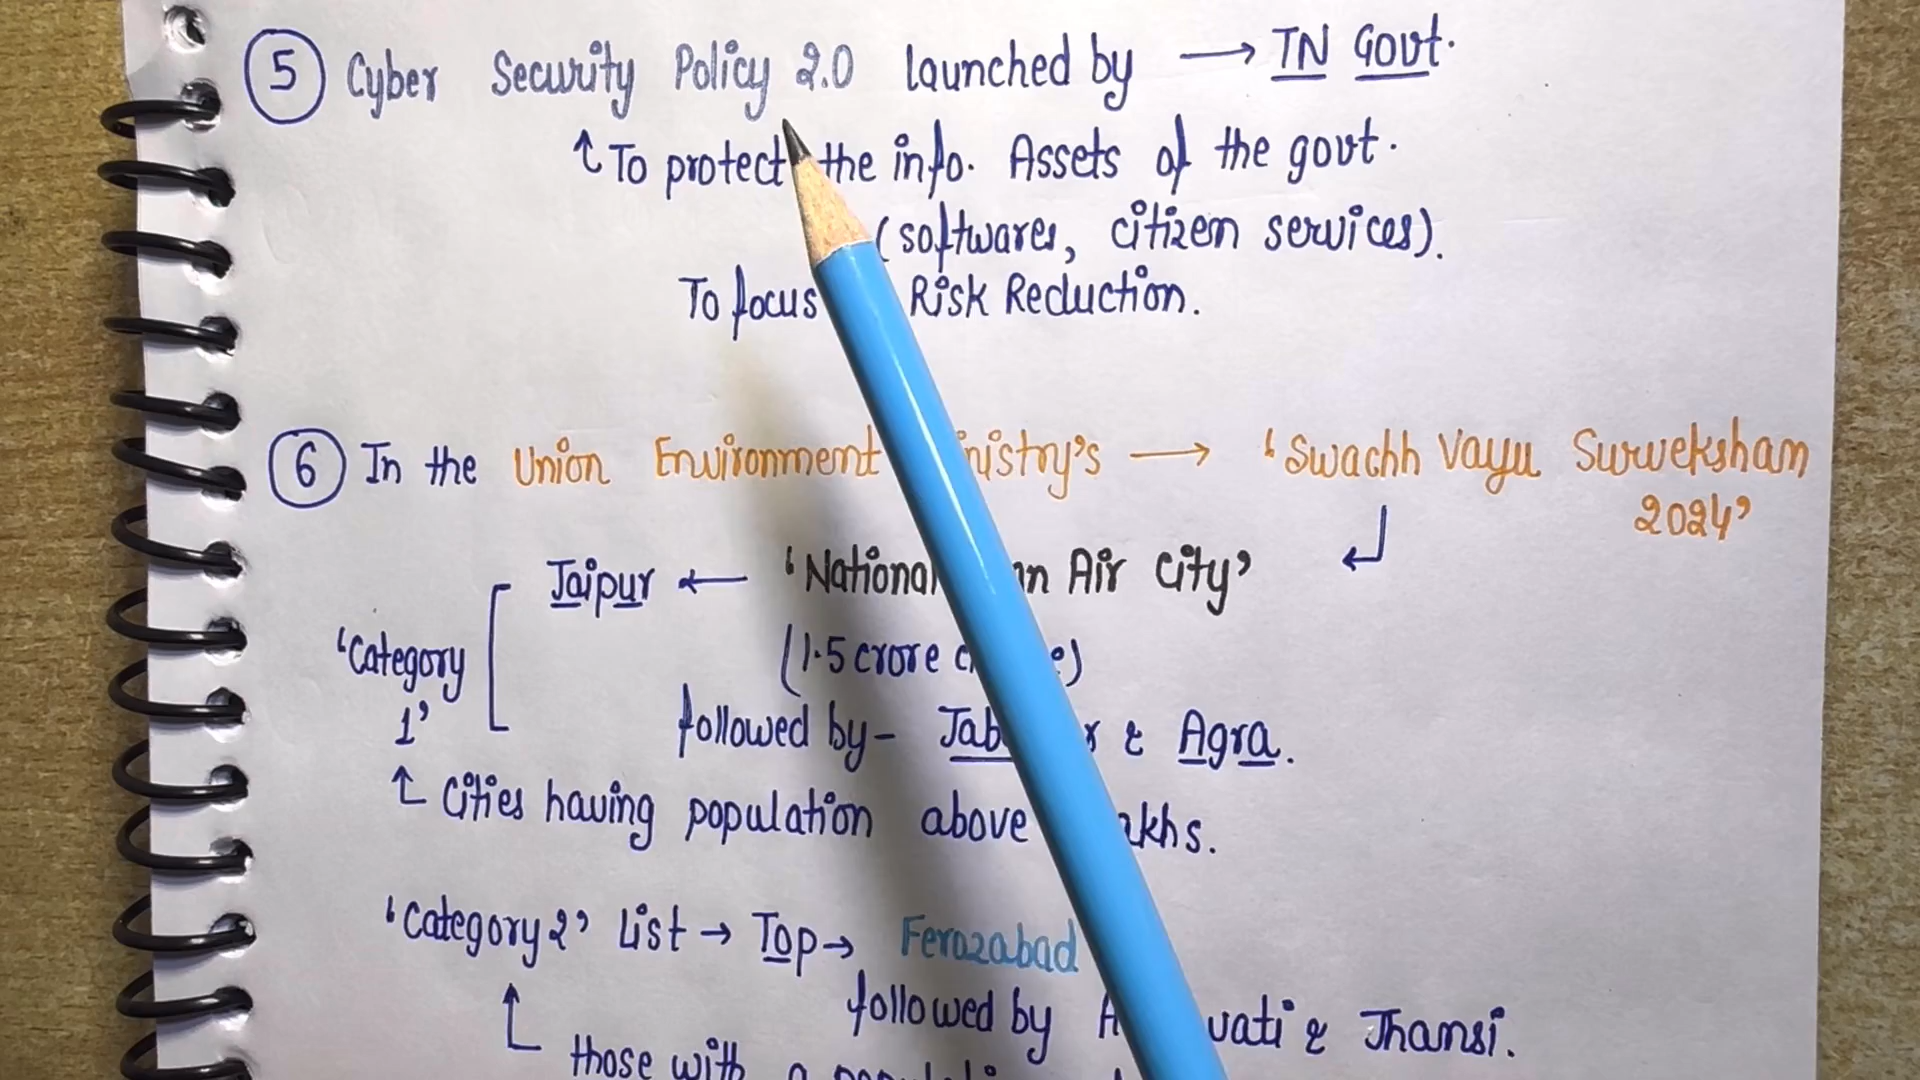 5 Cyber Security Policy 2.0 launched by → TN Govt.
↑ To protect the info. Assets of the govt.
(softwares, citizen services).
To focus Risk Reduction.
6 In the Union Environment → 'Swachh Vayu Surveksham
2024'
Jaipur ← 'National Air City'
'Category
1'
(1.5 crore
followed by - & Agra.
↑ Cities having population above
'Category 2' List → Top → Ferozabad
followed by & Jhansi.
those with a